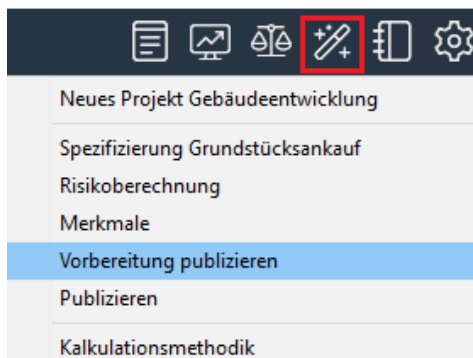 Neues Projekt Gebäudeentwicklung
Spezifizierung Grundstücksankauf
Risikoberechnung
Merkmale
Vorbereitung publizieren
Publizieren
Kalkulationsmethodik